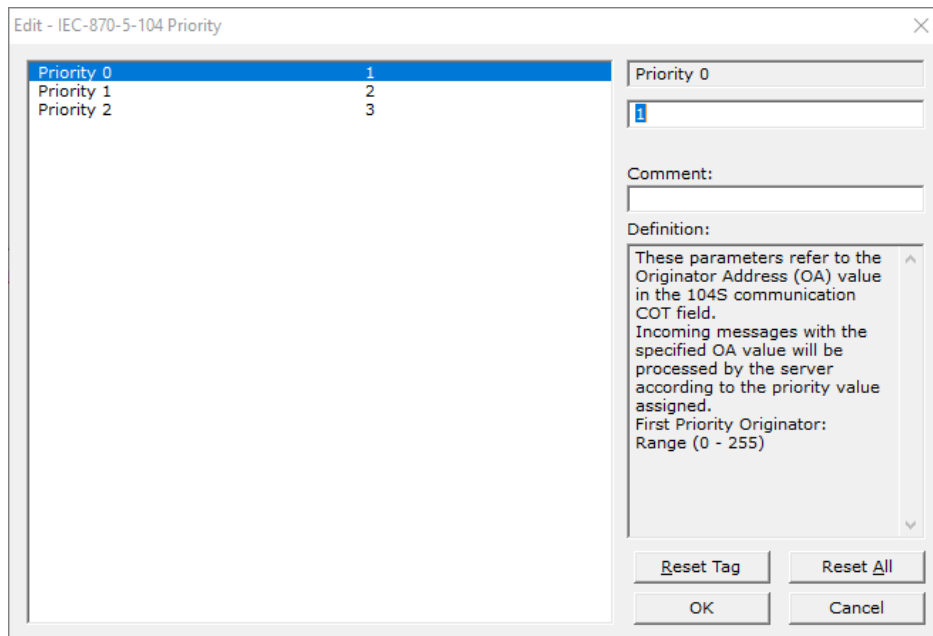 Edit - IEC-870-5-104 Priority
Priority 0 1
Priority 1 2
Priority 2 3
Priority 0
1
Comment:
Definition:
These parameters refer to the
Originator Address (OA) value
in the 104S communication
COT field.
Incoming messages with the
specified OA value will be
processed by the server
according to the priority value
assigned.
First Priority Originator:
Range (0 - 255)
Reset Tag Reset All
OK Cancel